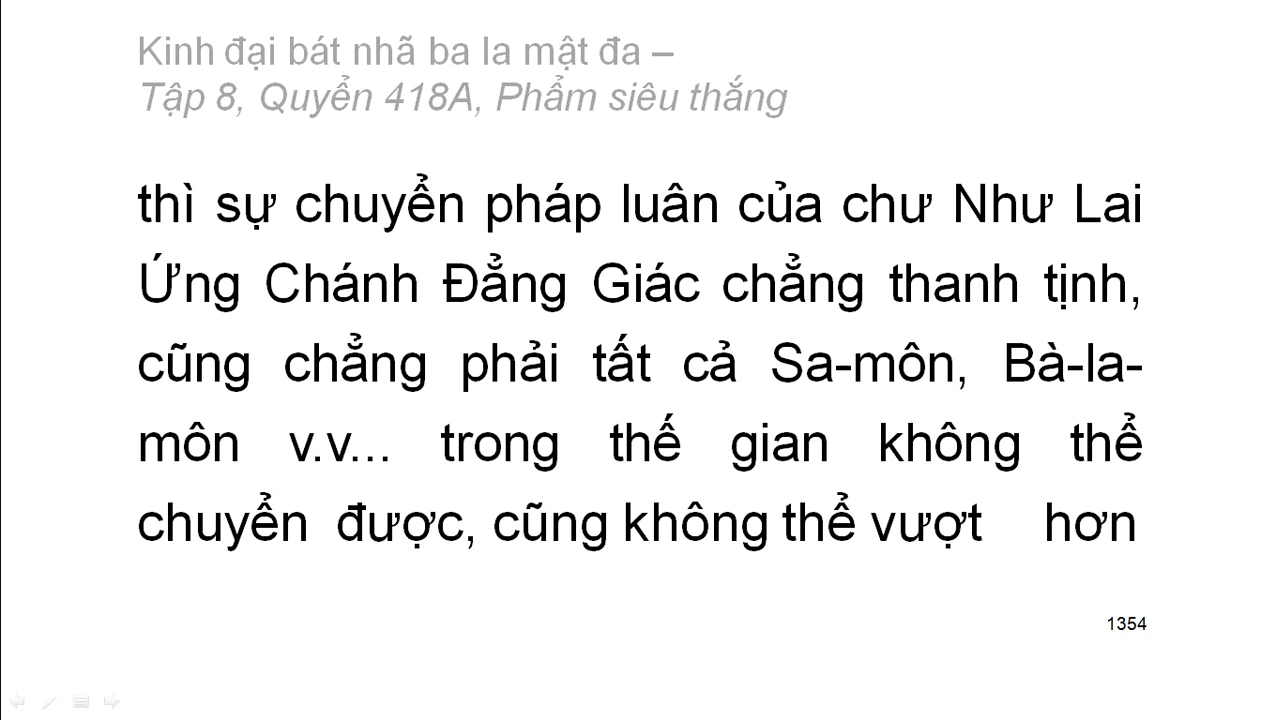 Kinh đại bát nhã ba la mật đa –
Tập 8, Quyển 418A, Phẩm siêu thắng
thì sự chuyển pháp luân của chư Như Lai
Ứng Chánh Đẳng Giác chẳng thanh tịnh,
cũng chẳng phải tất cả Sa-môn, Bà-la-
môn v.v... trong thế gian không thể
chuyển được, cũng không thể vượt hơn
1354